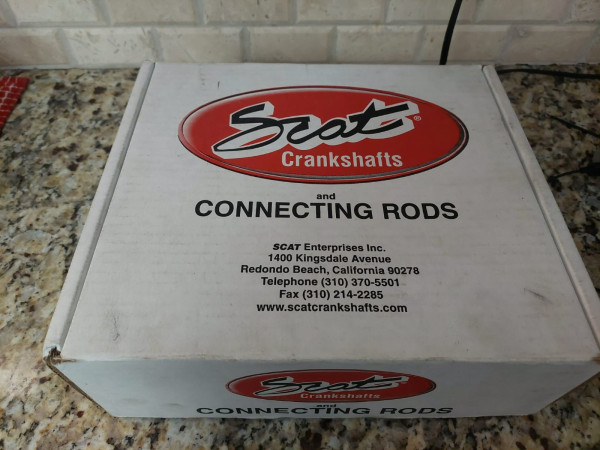 Scat®
Crankshafts
and
CONNECTING RODS
SCAT Enterprises Inc.
1400 Kingsdale Avenue
Redondo Beach, California 90278
Telephone (310) 370-5501
Fax (310) 214-2285
www.scatcrankshafts.com
Scat
Crankshafts
and
CONNECTING RODS